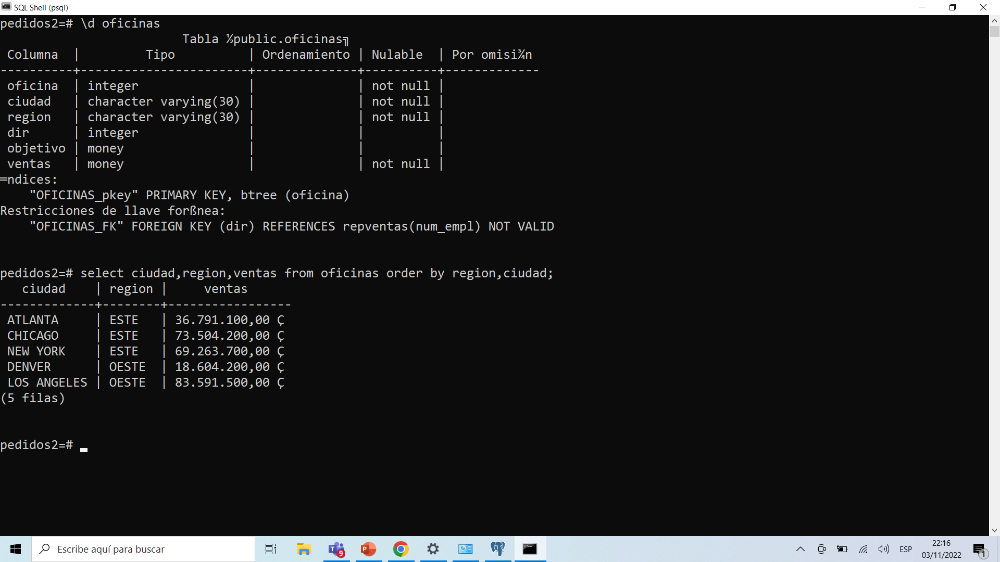 SQL Shell (psql)
pedidos2=# \d oficinas
Tabla ½public.oficinas╗
Columna | Tipo | Ordenamiento | Nulable | Por omisi¾n
----------+-------------------------+--------------+----------+-------------
oficina | integer | | not null |
ciudad | character varying(30) | | not null |
region | character varying(30) | | not null |
dir | integer | | |
objetivo | money | | |
ventas | money | | not null |
═ndices:
"OFICINAS_pkey" PRIMARY KEY, btree (oficina)
Restricciones de llave forßnea:
"OFICINAS_FK" FOREIGN KEY (dir) REFERENCES repventas(num_empl) NOT VALID
pedidos2=# select ciudad,region,ventas from oficinas order by region,ciudad;
ciudad | region | ventas
-------------+--------+-----------------
ATLANTA | ESTE | 36.791.100,00 Ç
CHICAGO | ESTE | 73.504.200,00 Ç
NEW YORK | ESTE | 69.263.700,00 Ç
DENVER | OESTE | 18.604.200,00 Ç
LOS ANGELES | OESTE | 83.591.500,00 Ç
(5 filas)
pedidos2=#
Escribe aquí para buscar
9
ESP
22:16
03/11/2022
1